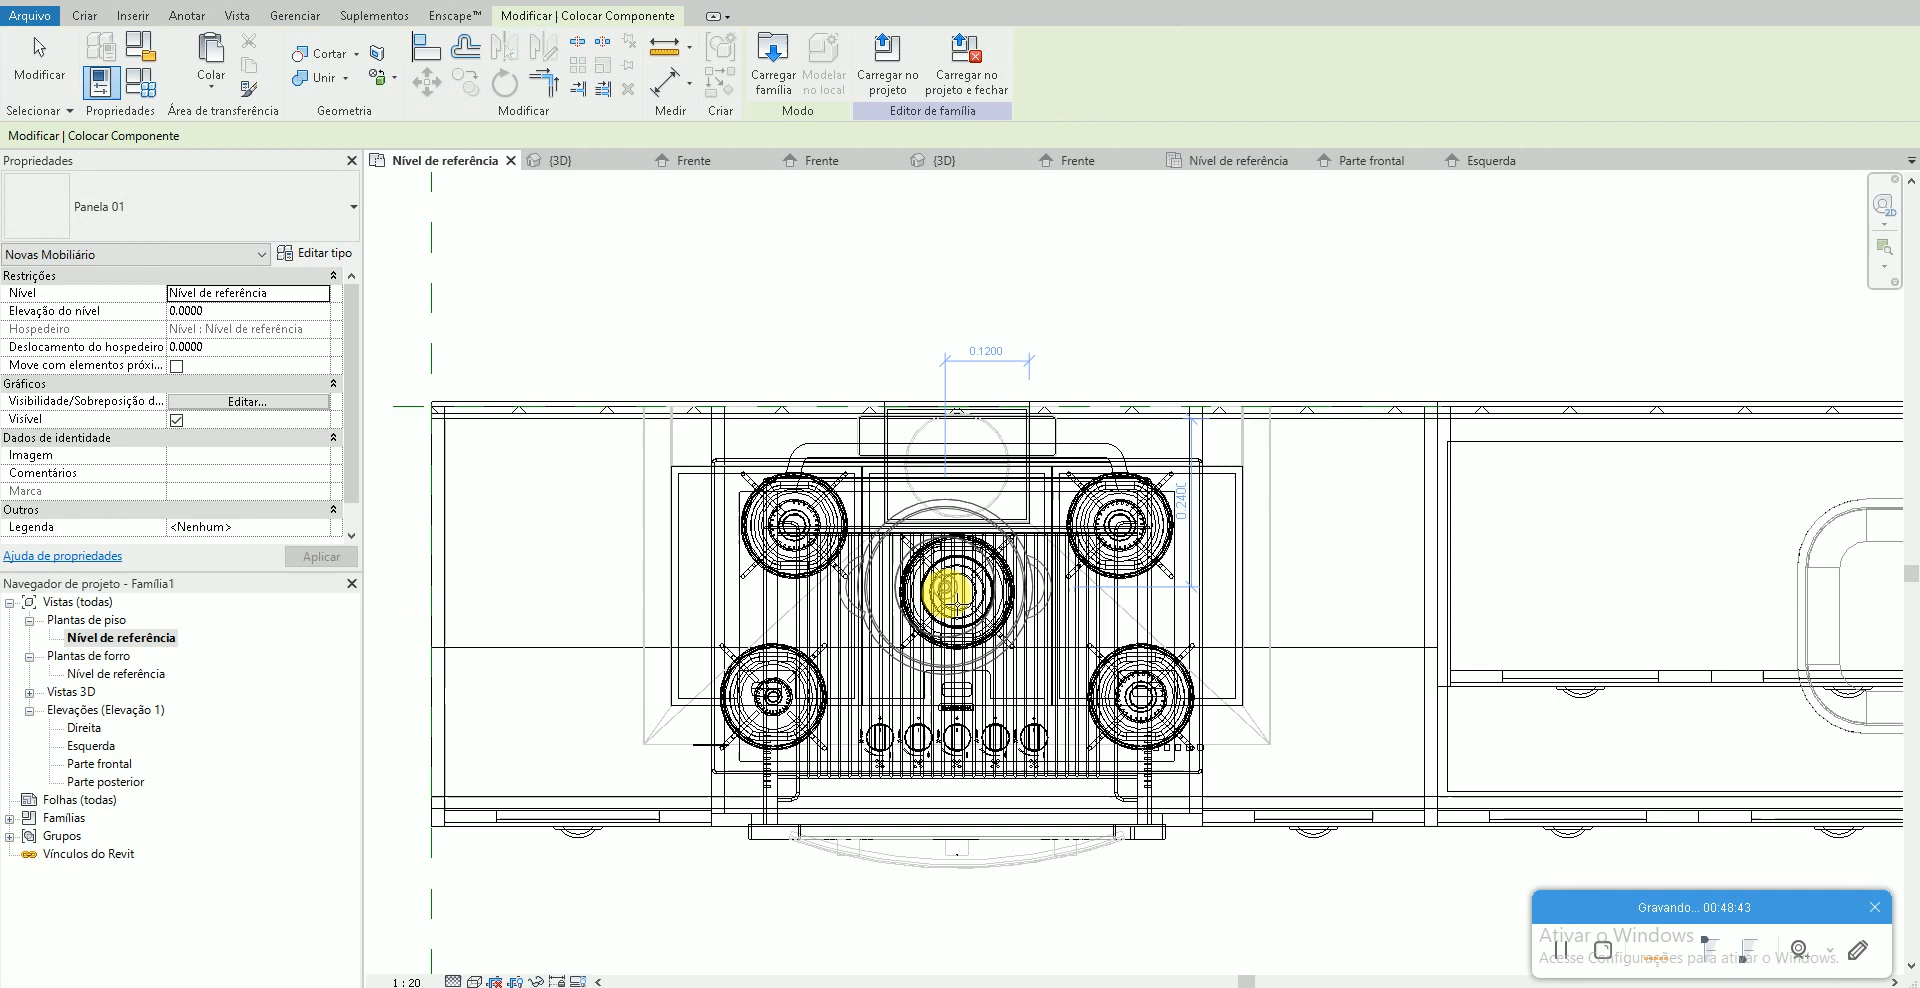 Arquivo Criar Inserir Anotar Vista Gerenciar Suplementos Enscape™ Modificar | Colocar Componente
Modificar
Selecionar
Propriedades
Colar
Área de transferência
Cortar
Unir
Geometria
Modificar
Medir
Criar
Carregar família
Modelar no local
Modo
Carregar no projeto
Carregar no projeto e fechar
Editor de família
Modificar | Colocar Componente
Propriedades
Nível de referência {3D} Frente Frente {3D} Frente Nível de referência Parte frontal Esquerda
Panela 01
Novas Mobiliário Editar tipo
Restrições
Nível Nível de referência
Elevação do nível 0.0000
Hospedeiro Nível : Nível de referência
Deslocamento do hospedeiro 0.0000
Move com elementos próxi...
Gráficos
Visibilidade/Sobreposição d... Editar...
Visível
Dados de identidade
Imagem
Comentários
Marca
Outros
Legenda <Nenhum>
Ajuda de propriedades Aplicar
Navegador de projeto - Família1
Vistas (todas)
Plantas de piso
Nível de referência
Plantas de forro
Nível de referência
Vistas 3D
Elevações (Elevação 1)
Direita
Esquerda
Parte frontal
Parte posterior
Folhas (todas)
Famílias
Grupos
Vínculos do Revit
0.1200
0.2400
2D
1 : 20
Gravando... 00:48:43
Ativar o Windows
Acesse Configurações para ativar o Windows.